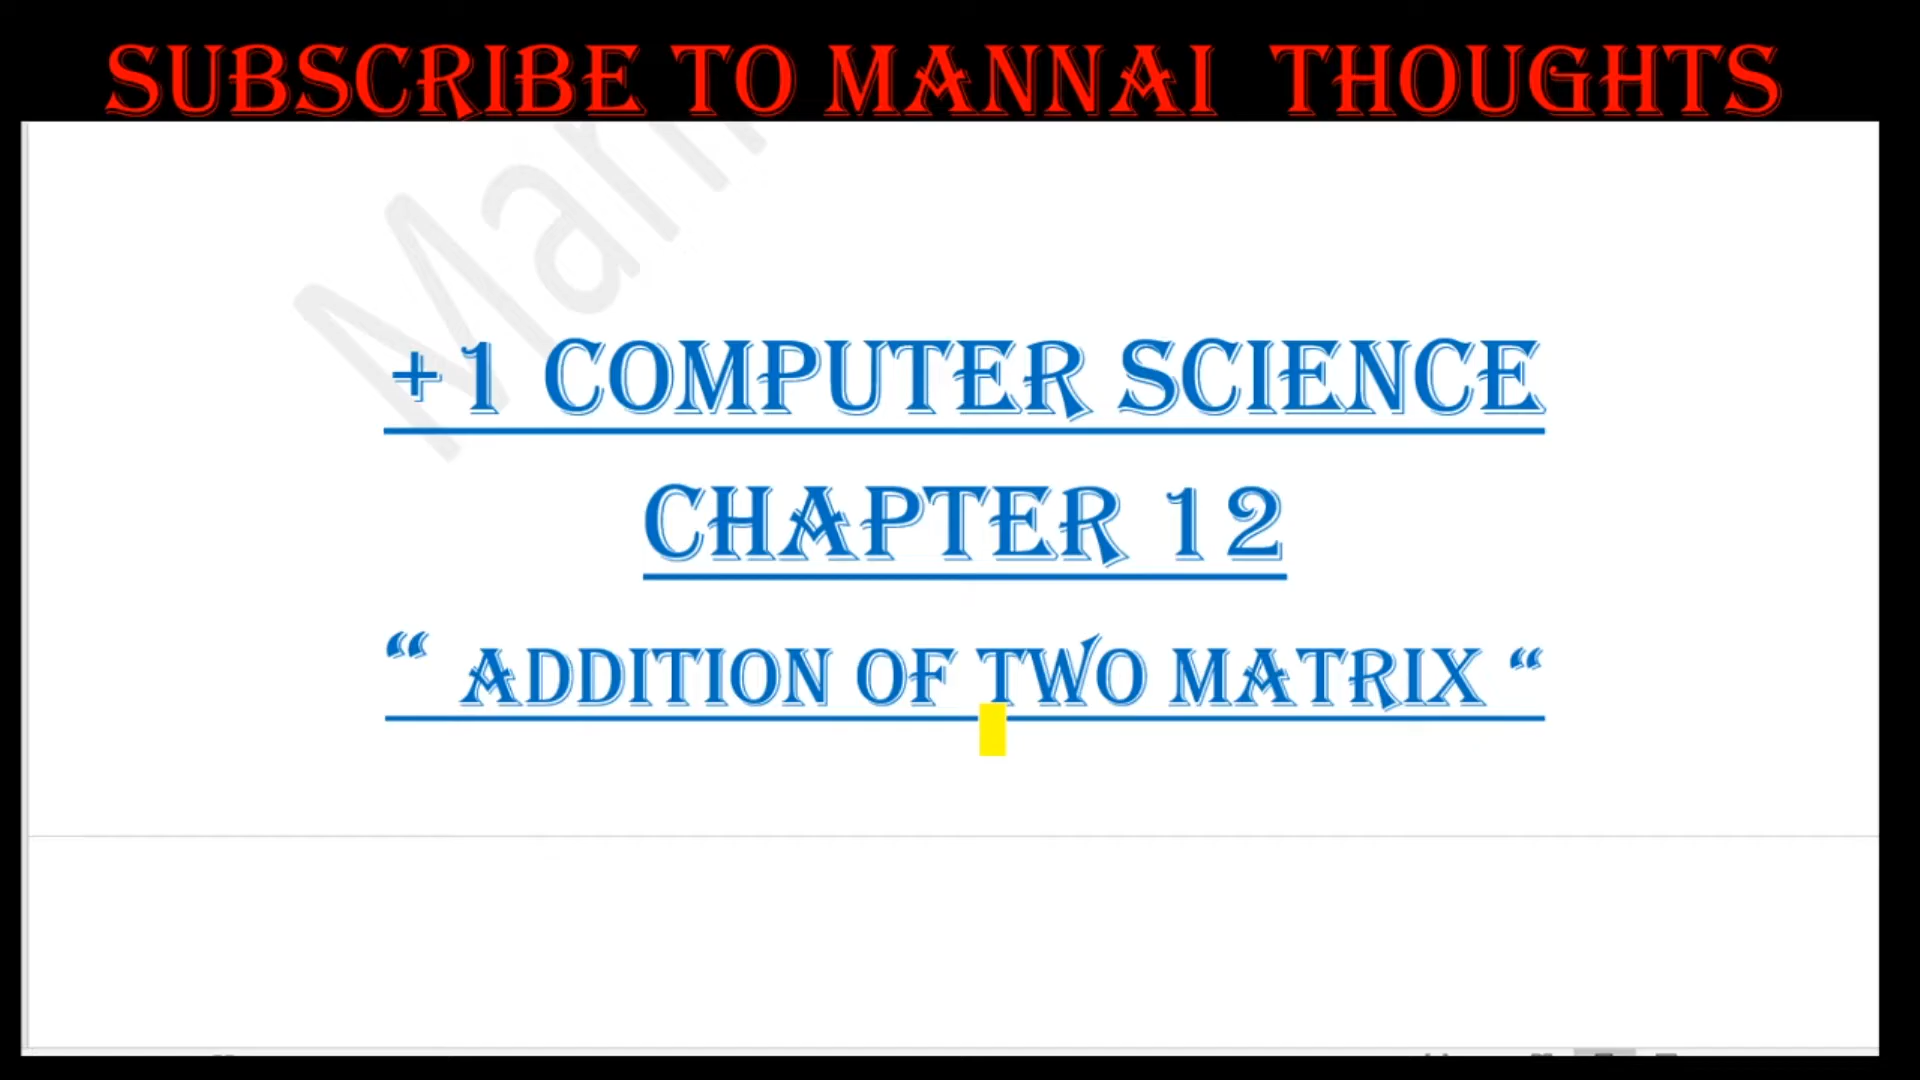 SUBSCRIBE TO MANNAI THOUGHTS
+1 COMPUTER SCIENCE
CHAPTER 12
“ ADDITION OF TWO MATRIX “